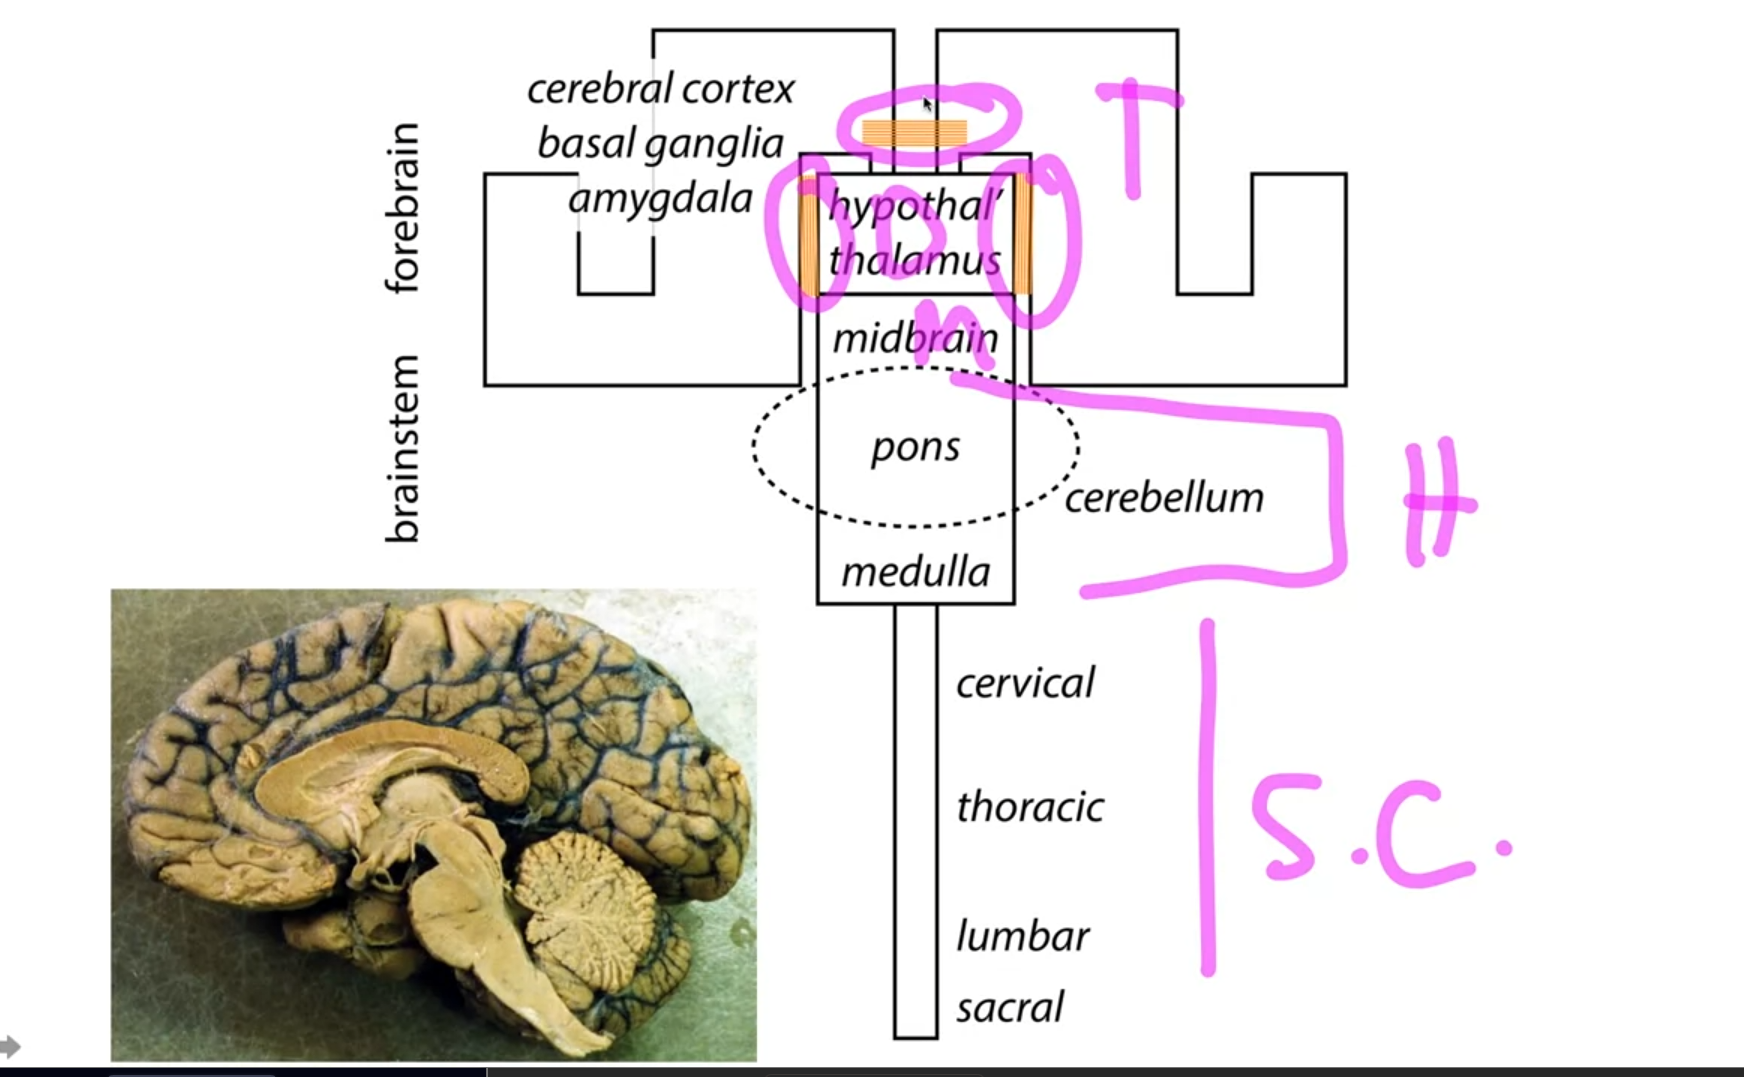 cerebral cortex
basal ganglia
amygdala
forebrain
T
hypothal’
D
thalamus
midbrain
m
brainstem
pons
cerebellum
H
medulla
cervical
thoracic
S.C.
lumbar
sacral